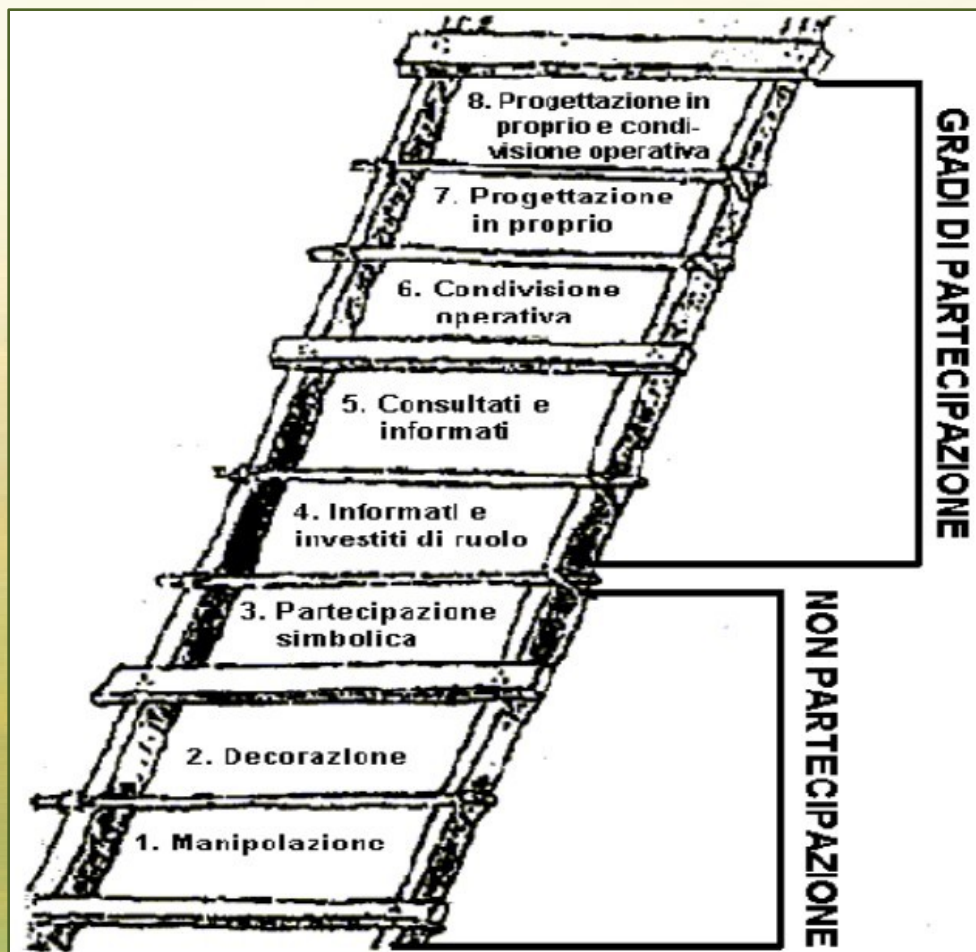 8. Progettazione in
proprio e condi-
visione operativa
7. Progettazione
in proprio
6. Condivisione
operativa
5. Consultati e
informati
4. Informati e
investiti di ruolo
3. Partecipazione
simbolica
2. Decorazione
1. Manipolazione
GRADI DI PARTECIPAZIONE
NON PARTECIPAZIONE